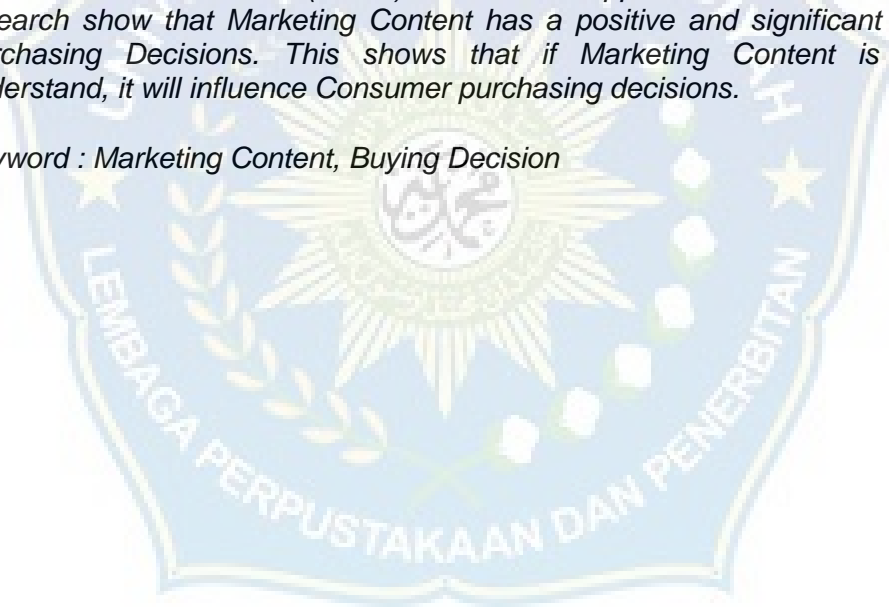 earch show that Marketing Content has a positive and significant
rchasing Decisions. This shows that if Marketing Content is
derstand, it will influence Consumer purchasing decisions.
yword : Marketing Content, Buying Decision
LEMBAGA PERPUSTAKAAN DAN PENERBITAN